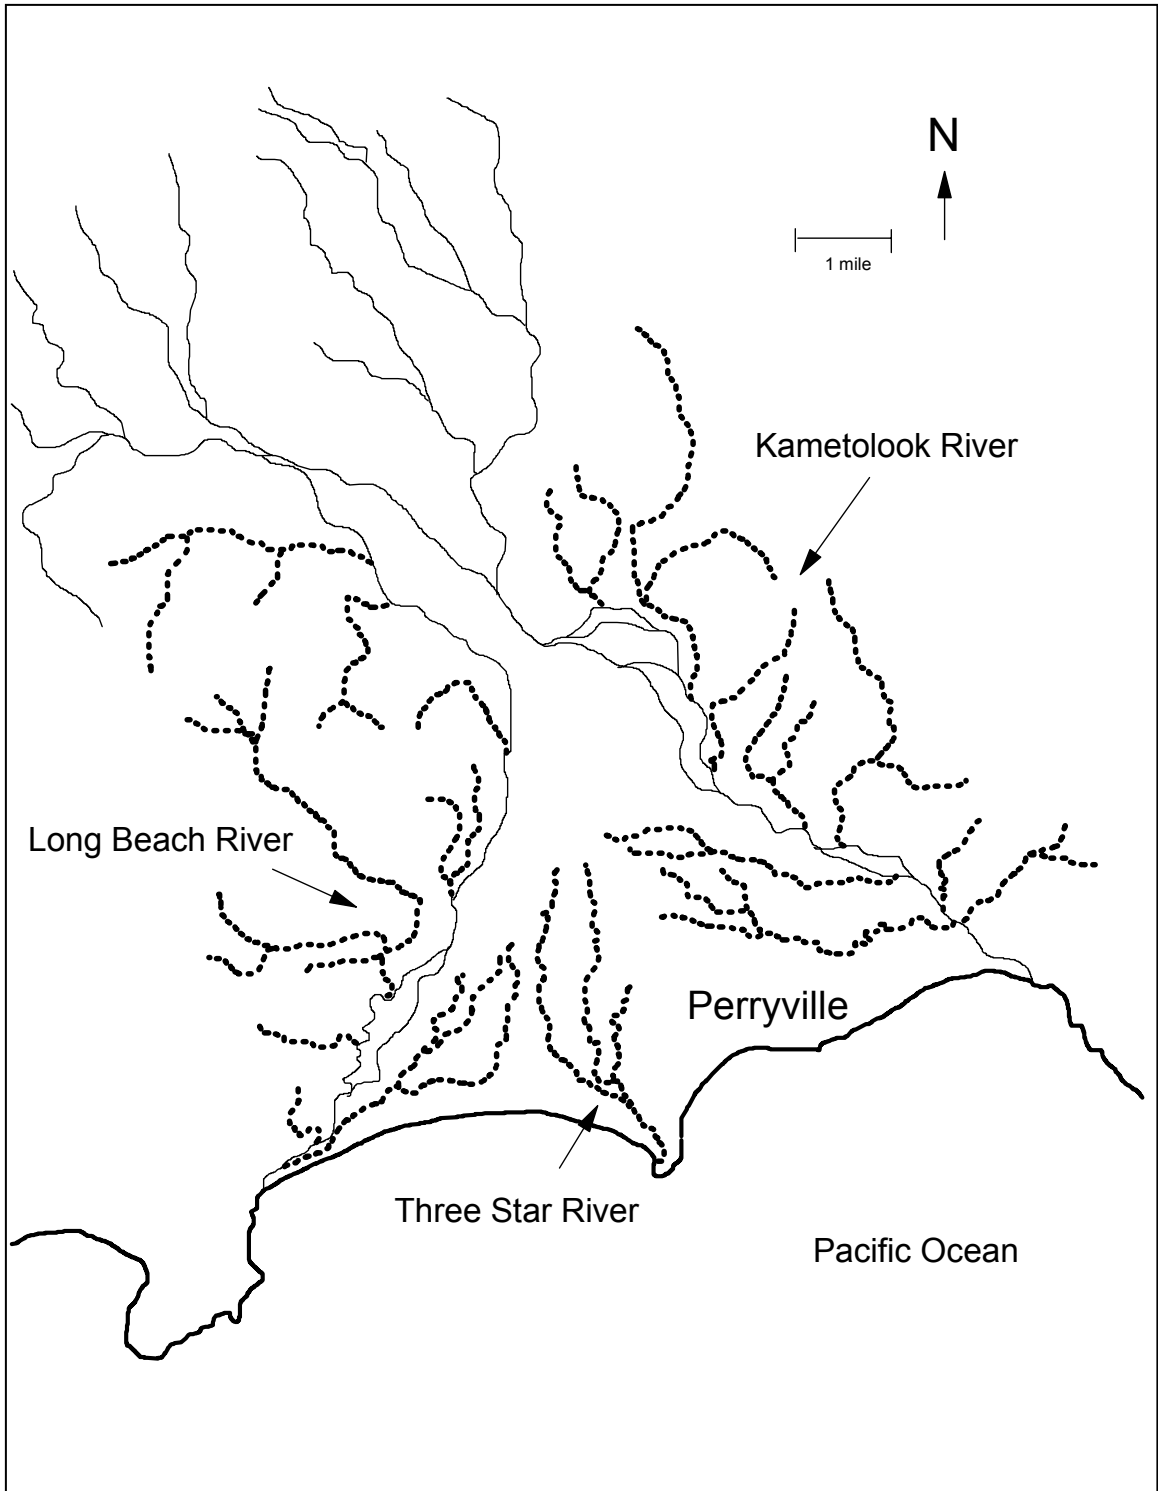 N
1 mile
Kametolook River
Long Beach River
Perryville
Three Star River
Pacific Ocean